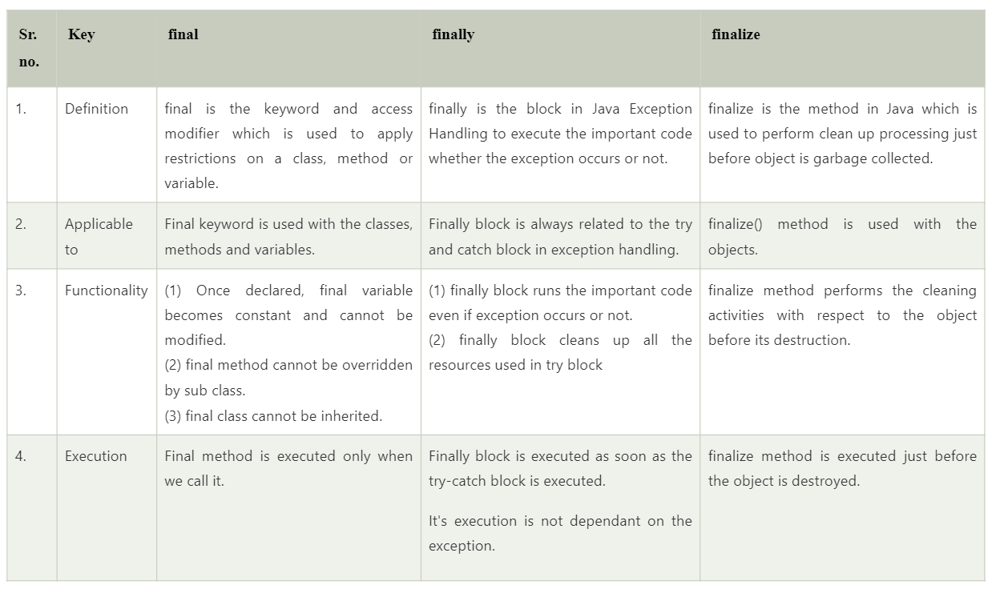 Sr.
no.
Key
final
finally
finalize
1.
Definition
final is the keyword and access
modifier which is used to apply
restrictions on a class, method or
variable.
finally is the block in Java Exception
Handling to execute the important code
whether the exception occurs or not.
finalize is the method in Java which is
used to perform clean up processing just
before object is garbage collected.
2.
Applicable
to
Final keyword is used with the classes,
methods and variables.
Finally block is always related to the try
and catch block in exception handling.
finalize() method is used with the
objects.
3.
Functionality
(1) Once declared, final variable
becomes constant and cannot be
modified.
(2) final method cannot be overridden
by sub class.
(3) final class cannot be inherited.
(1) finally block runs the important code
even if exception occurs or not.
(2) finally block cleans up all the
resources used in try block
finalize method performs the cleaning
activities with respect to the object
before its destruction.
4.
Execution
Final method is executed only when
we call it.
Finally block is executed as soon as the
try-catch block is executed.
It's execution is not dependant on the
exception.
finalize method is executed just before
the object is destroyed.